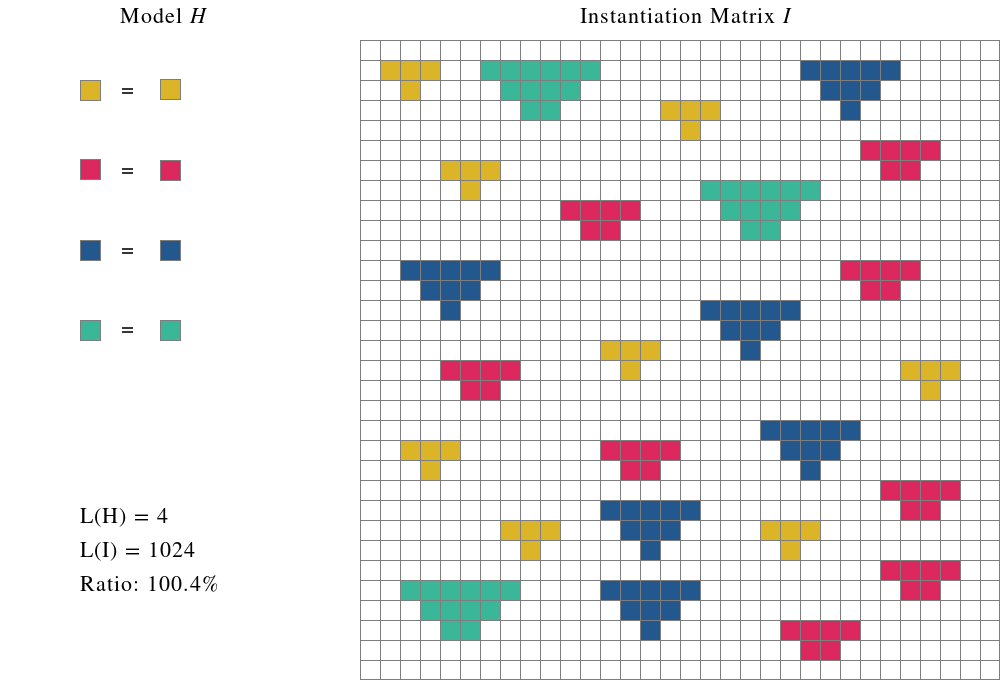 Model H
Instantiation Matrix I
=
=
=
=
L(H) = 4
L(I) = 1024
Ratio: 100.4%